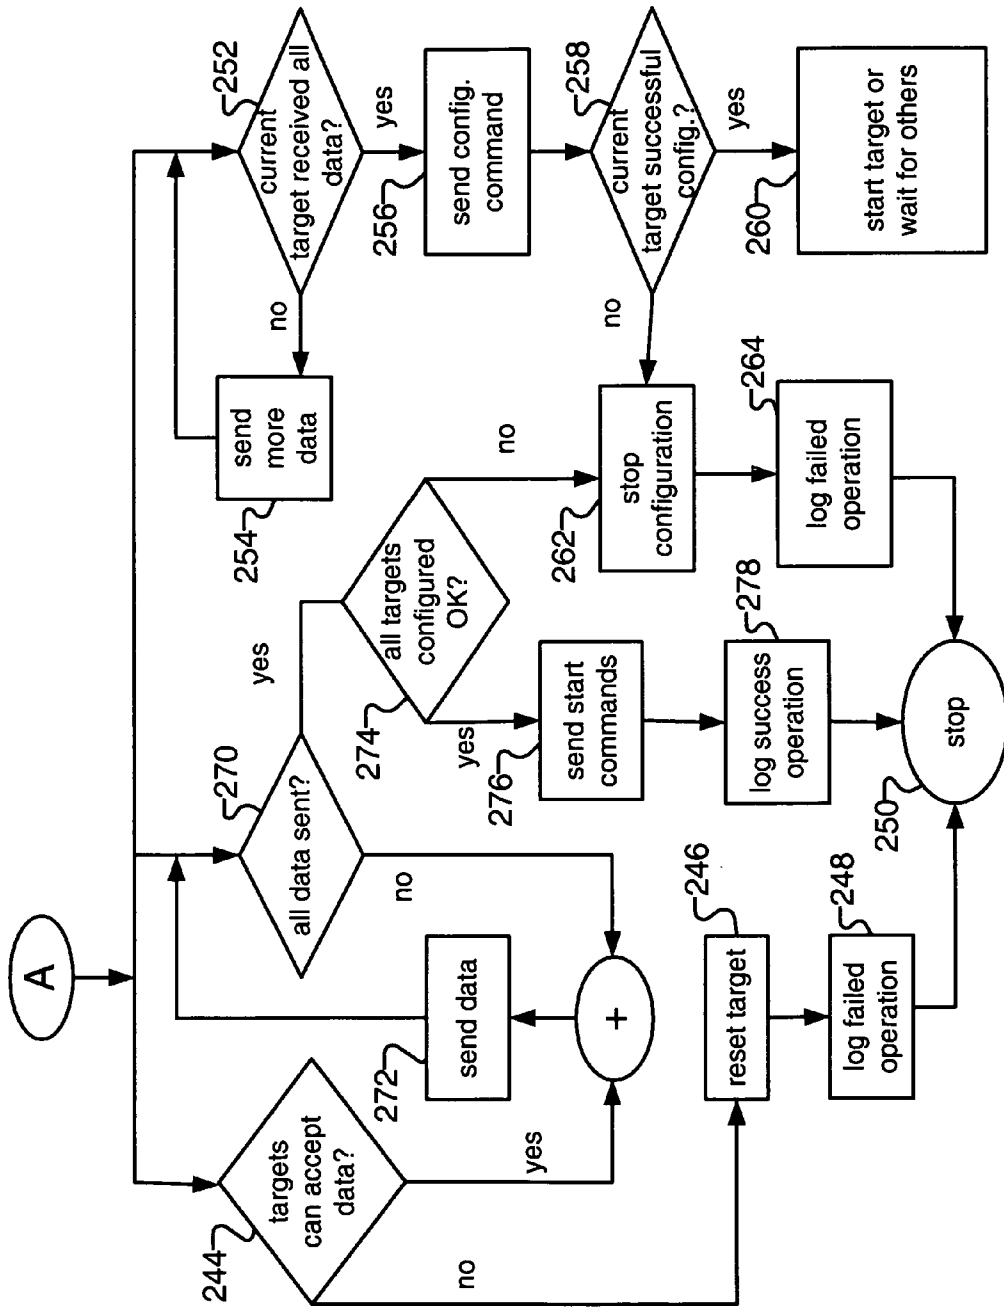 A
244
targets
can accept
data?
no
yes
272
send data
+
270
all data sent?
yes
no
274
all targets
configured
OK?
yes
no
276
send start
commands
278
log success
operation
246
reset target
248
log failed
operation
250
stop
252
current
target received all
data?
no
yes
254
send
more
data
256
send config.
command
258
current
target successful
config.?
no
yes
260
start target or
wait for others
262
stop
configuration
264
log failed
operation